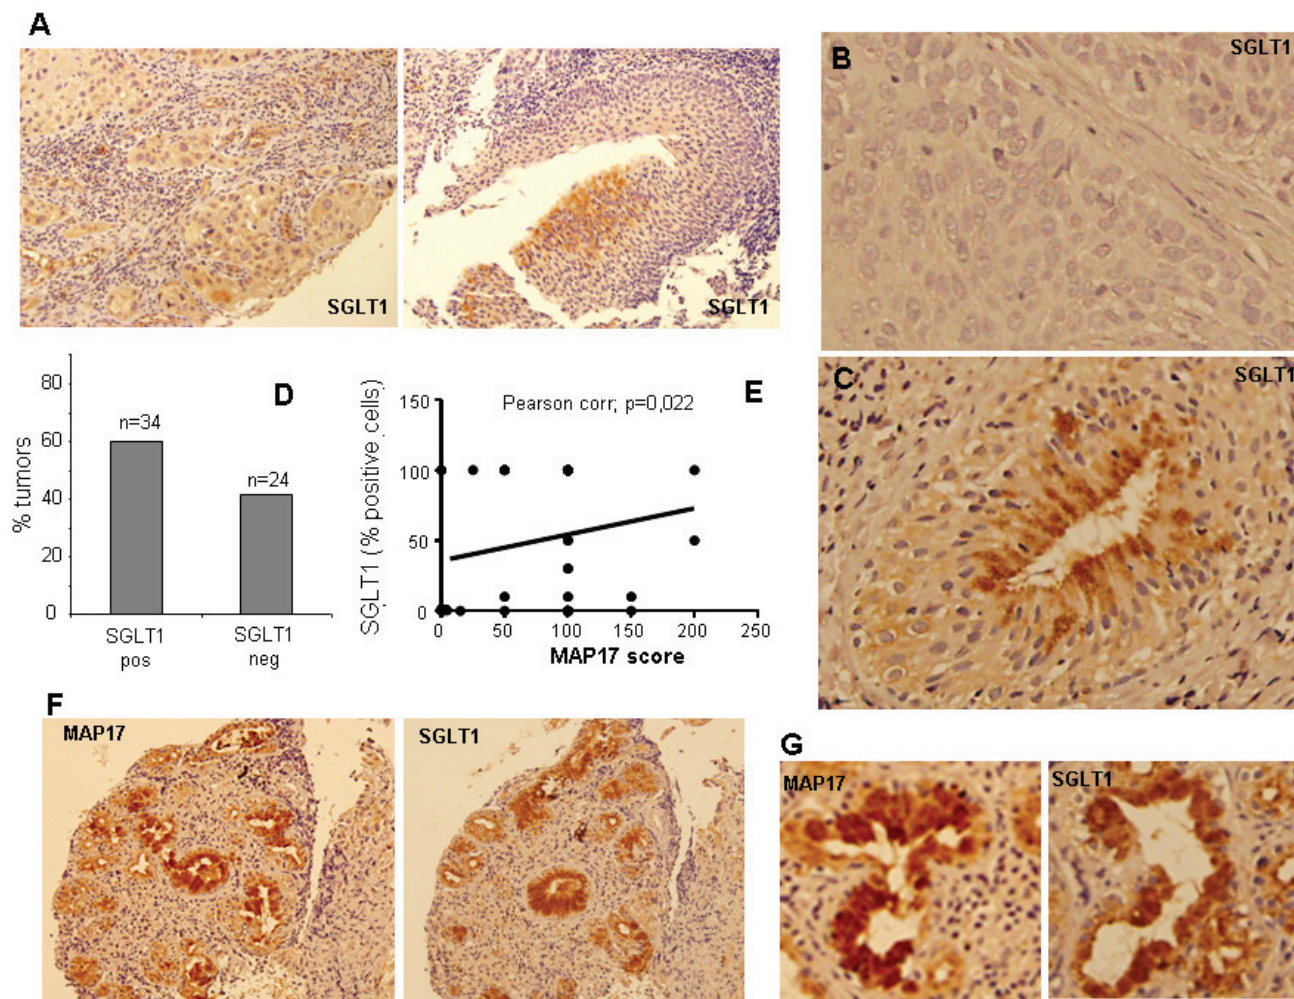 A
SGLT1
SGLT1
B
SGLT1
C
SGLT1
D
% tumors
80
60
40
20
0
n=34
n=24
SGLT1
pos
SGLT1
neg
E
Pearson corr; p=0,022
SGLT1 (% positive cells)
150
100
50
0
0
50
100
150
200
250
MAP17 score
F
MAP17
SGLT1
G
MAP17
SGLT1